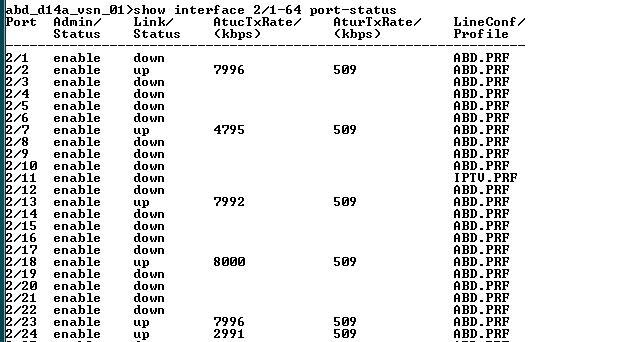 abd_d14a_vsn_01>show interface 2/1-64 port-status
Port Admin/ Link/ AtucTxRate/ AturTxRate/ LineConf/
Status Status (kbps) (kbps) Profile
--------------------------------------------------------------------------------
2/1 enable down ABD.PRF
2/2 enable up 7996 509 ABD.PRF
2/3 enable down ABD.PRF
2/4 enable down ABD.PRF
2/5 enable down ABD.PRF
2/6 enable down ABD.PRF
2/7 enable up 4795 509 ABD.PRF
2/8 enable down ABD.PRF
2/9 enable down ABD.PRF
2/10 enable down ABD.PRF
2/11 enable down IPTV.PRF
2/12 enable down ABD.PRF
2/13 enable up 7992 509 ABD.PRF
2/14 enable down ABD.PRF
2/15 enable down ABD.PRF
2/16 enable down ABD.PRF
2/17 enable down ABD.PRF
2/18 enable up 8000 509 ABD.PRF
2/19 enable down ABD.PRF
2/20 enable down ABD.PRF
2/21 enable down ABD.PRF
2/22 enable down ABD.PRF
2/23 enable up 7996 509 ABD.PRF
2/24 enable up 2991 509 ABD.PRF